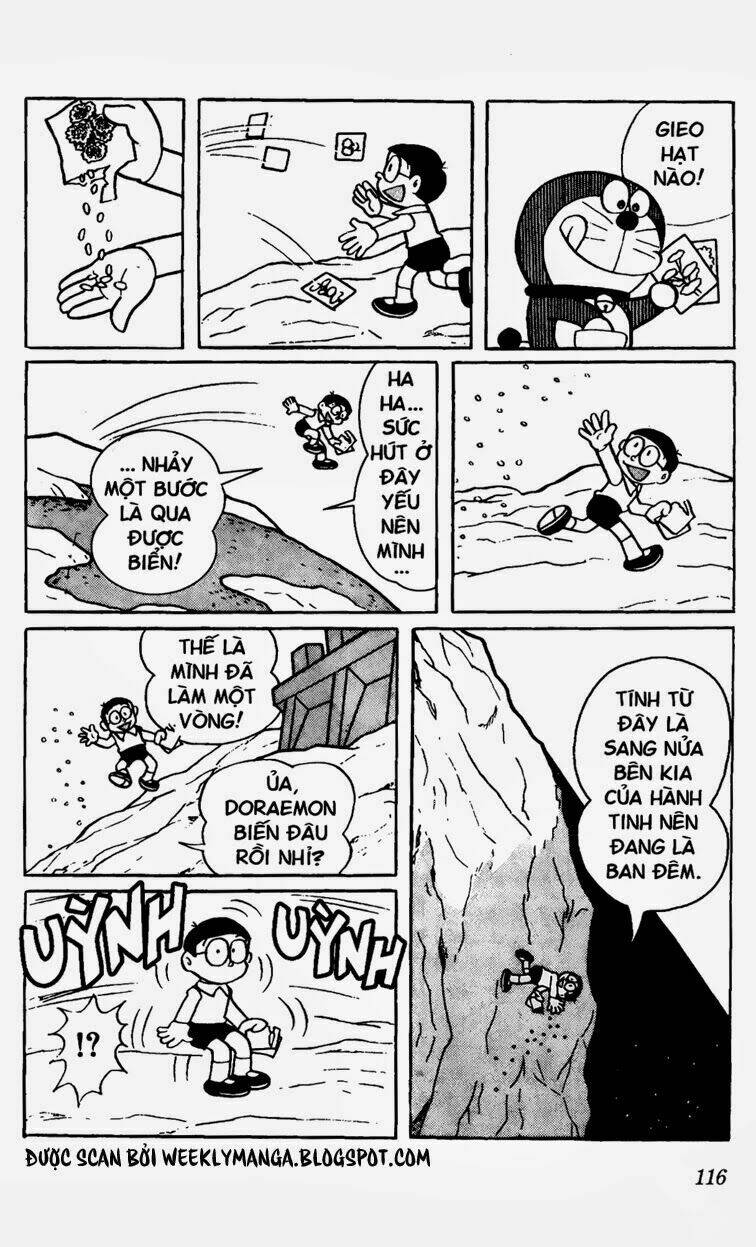 GIEO
HẠT
NÀO!
HA
HA...
SỨC
HÚT Ở
ĐÂY
YẾU
NÊN
MÌNH
...
... NHẢY
MỘT BƯỚC
LÀ QUA
ĐƯỢC
BIỂN!
TÍNH TỪ
ĐÂY LÀ
SANG NỬA
BÊN KIA
CỦA HÀNH
TINH NÊN
ĐANG LÀ
BAN ĐÊM.
THẾ LÀ
MÌNH ĐÃ
LÀM MỘT
VÒNG!
ỦA,
DORAEMON
BIẾN ĐÂU
RỒI NHỈ?
UỲNH
UỲNH
!?
ĐƯỢC SCAN BỞI WEEKLYMANGA.BLOGSPOT.COM
116